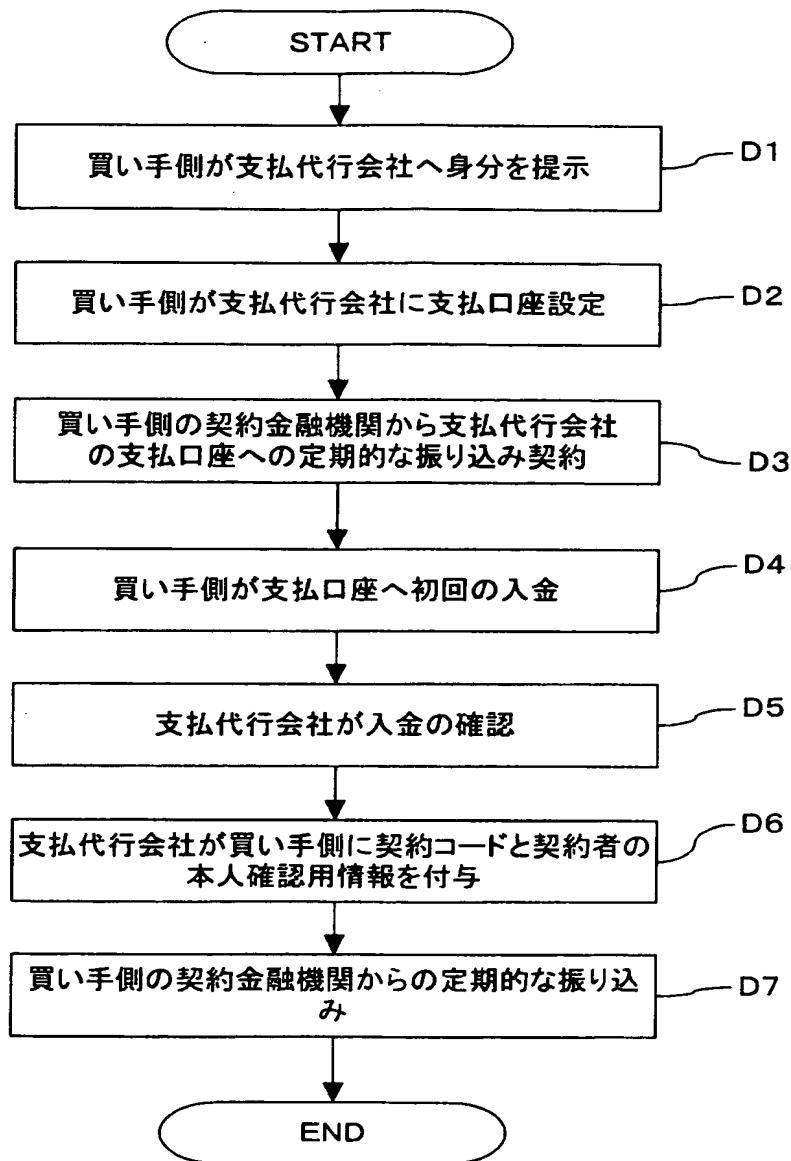 START
買い手側が支払代行会社へ身分を提示
D1
買い手側が支払代行会社に支払口座設定
D2
買い手側の契約金融機関から支払代行会社
の支払口座への定期的な振り込み契約
D3
買い手側が支払口座へ初回の入金
D4
支払代行会社が入金の確認
D5
支払代行会社が買い手側に契約コードと契約者の
本人確認用情報を付与
D6
買い手側の契約金融機関からの定期的な振り込
み
D7
END